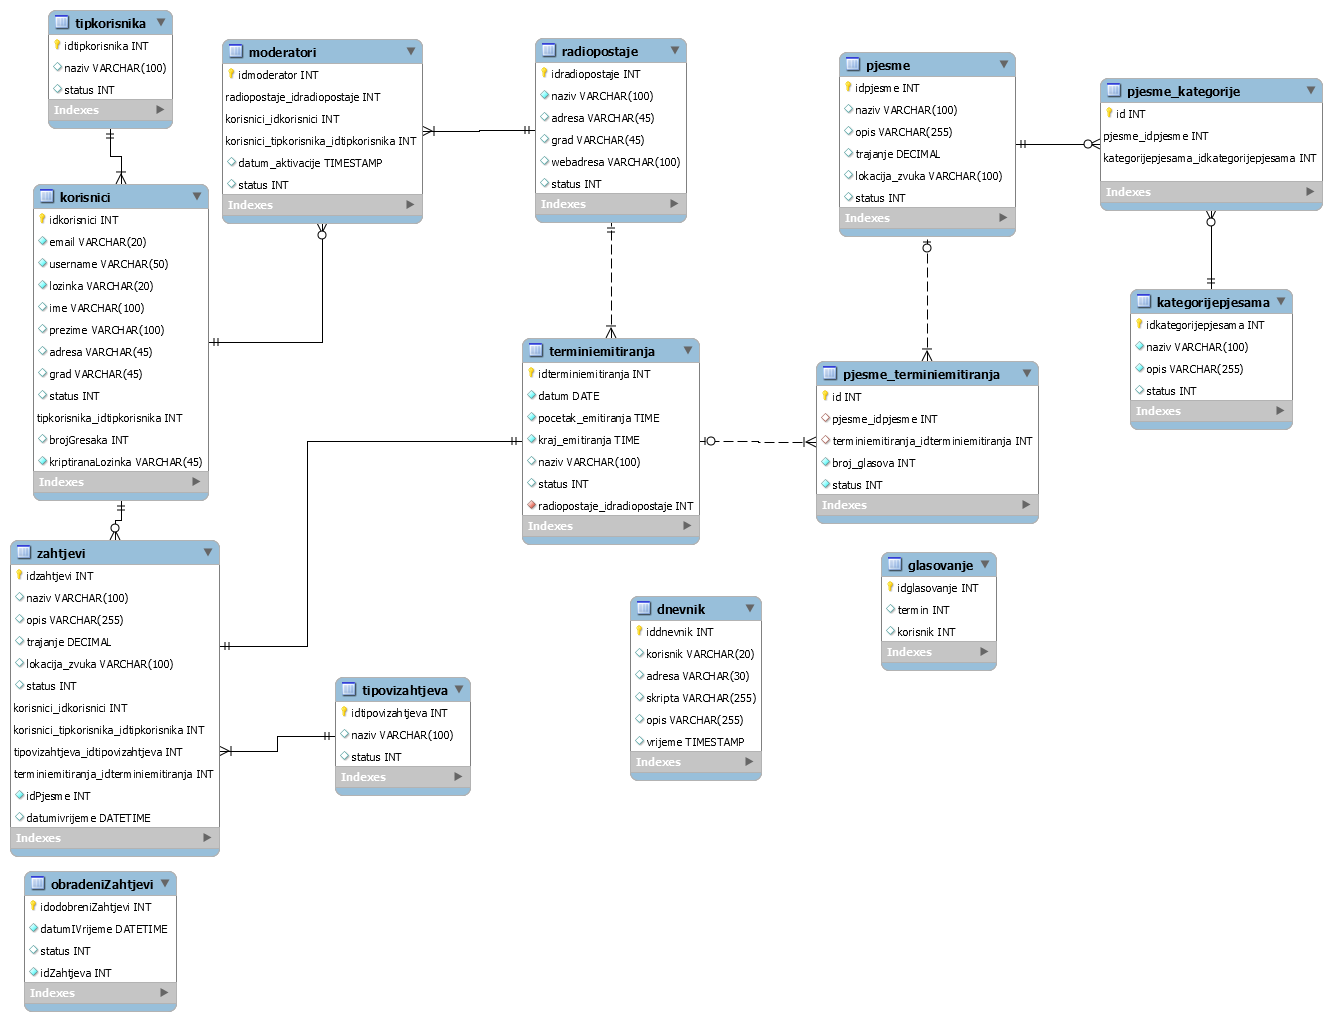 tipkorisnika
idtipkorisnika INT
naziv VARCHAR(100)
status INT
Indexes
korisnici
idkorisnici INT
email VARCHAR(20)
username VARCHAR(50)
lozinka VARCHAR(20)
ime VARCHAR(100)
prezime VARCHAR(100)
adresa VARCHAR(45)
grad VARCHAR(45)
status INT
tipkorisnika_idtipkorisnika INT
brojGresaka INT
kriptiranaLozinka VARCHAR(45)
Indexes
zahtjevi
idzahtjevi INT
naziv VARCHAR(100)
opis VARCHAR(255)
trajanje DECIMAL
lokacija_zvuka VARCHAR(100)
status INT
korisnici_idkorisnici INT
korisnici_tipkorisnika_idtipkorisnika INT
tipovizahtjeva_idtipovizahtjeva INT
terminiemitiranja_idterminiemitiranja INT
idPjesme INT
datumivrijeme DATETIME
Indexes
obradeniZahtjevi
idodobreniZahtjevi INT
datumIVrijeme DATETIME
status INT
idZahtjeva INT
Indexes
moderatori
idmoderator INT
radiopostaje_idradiopostaje INT
korisnici_idkorisnici INT
korisnici_tipkorisnika_idtipkorisnika INT
datum_aktivacije TIMESTAMP
status INT
Indexes
tipovizahtjeva
idtipovizahtjeva INT
naziv VARCHAR(100)
status INT
Indexes
radiopostaje
idradiopostaje INT
naziv VARCHAR(100)
adresa VARCHAR(45)
grad VARCHAR(45)
webadresa VARCHAR(100)
status INT
Indexes
terminiemitiranja
idterminiemitiranja INT
datum DATE
pocetak_emitiranja TIME
kraj_emitiranja TIME
naziv VARCHAR(100)
status INT
radiopostaje_idradiopostaje INT
Indexes
dnevnik
iddnevnik INT
korisnik VARCHAR(20)
adresa VARCHAR(30)
skripta VARCHAR(255)
opis VARCHAR(255)
vrijeme TIMESTAMP
Indexes
pjesme
idpjesme INT
naziv VARCHAR(100)
opis VARCHAR(255)
trajanje DECIMAL
lokacija_zvuka VARCHAR(100)
status INT
Indexes
pjesme_terminiemitiranja
id INT
pjesme_idpjesme INT
terminiemitiranja_idterminiemitiranja INT
broj_glasova INT
status INT
Indexes
glasovanje
idglasovanje INT
termin INT
korisnik INT
Indexes
pjesme_kategorije
id INT
pjesme_idpjesme INT
kategorijepjesama_idkategorijepjesama INT
Indexes
kategorijepjesama
idkategorijepjesama INT
naziv VARCHAR(100)
opis VARCHAR(255)
status INT
Indexes